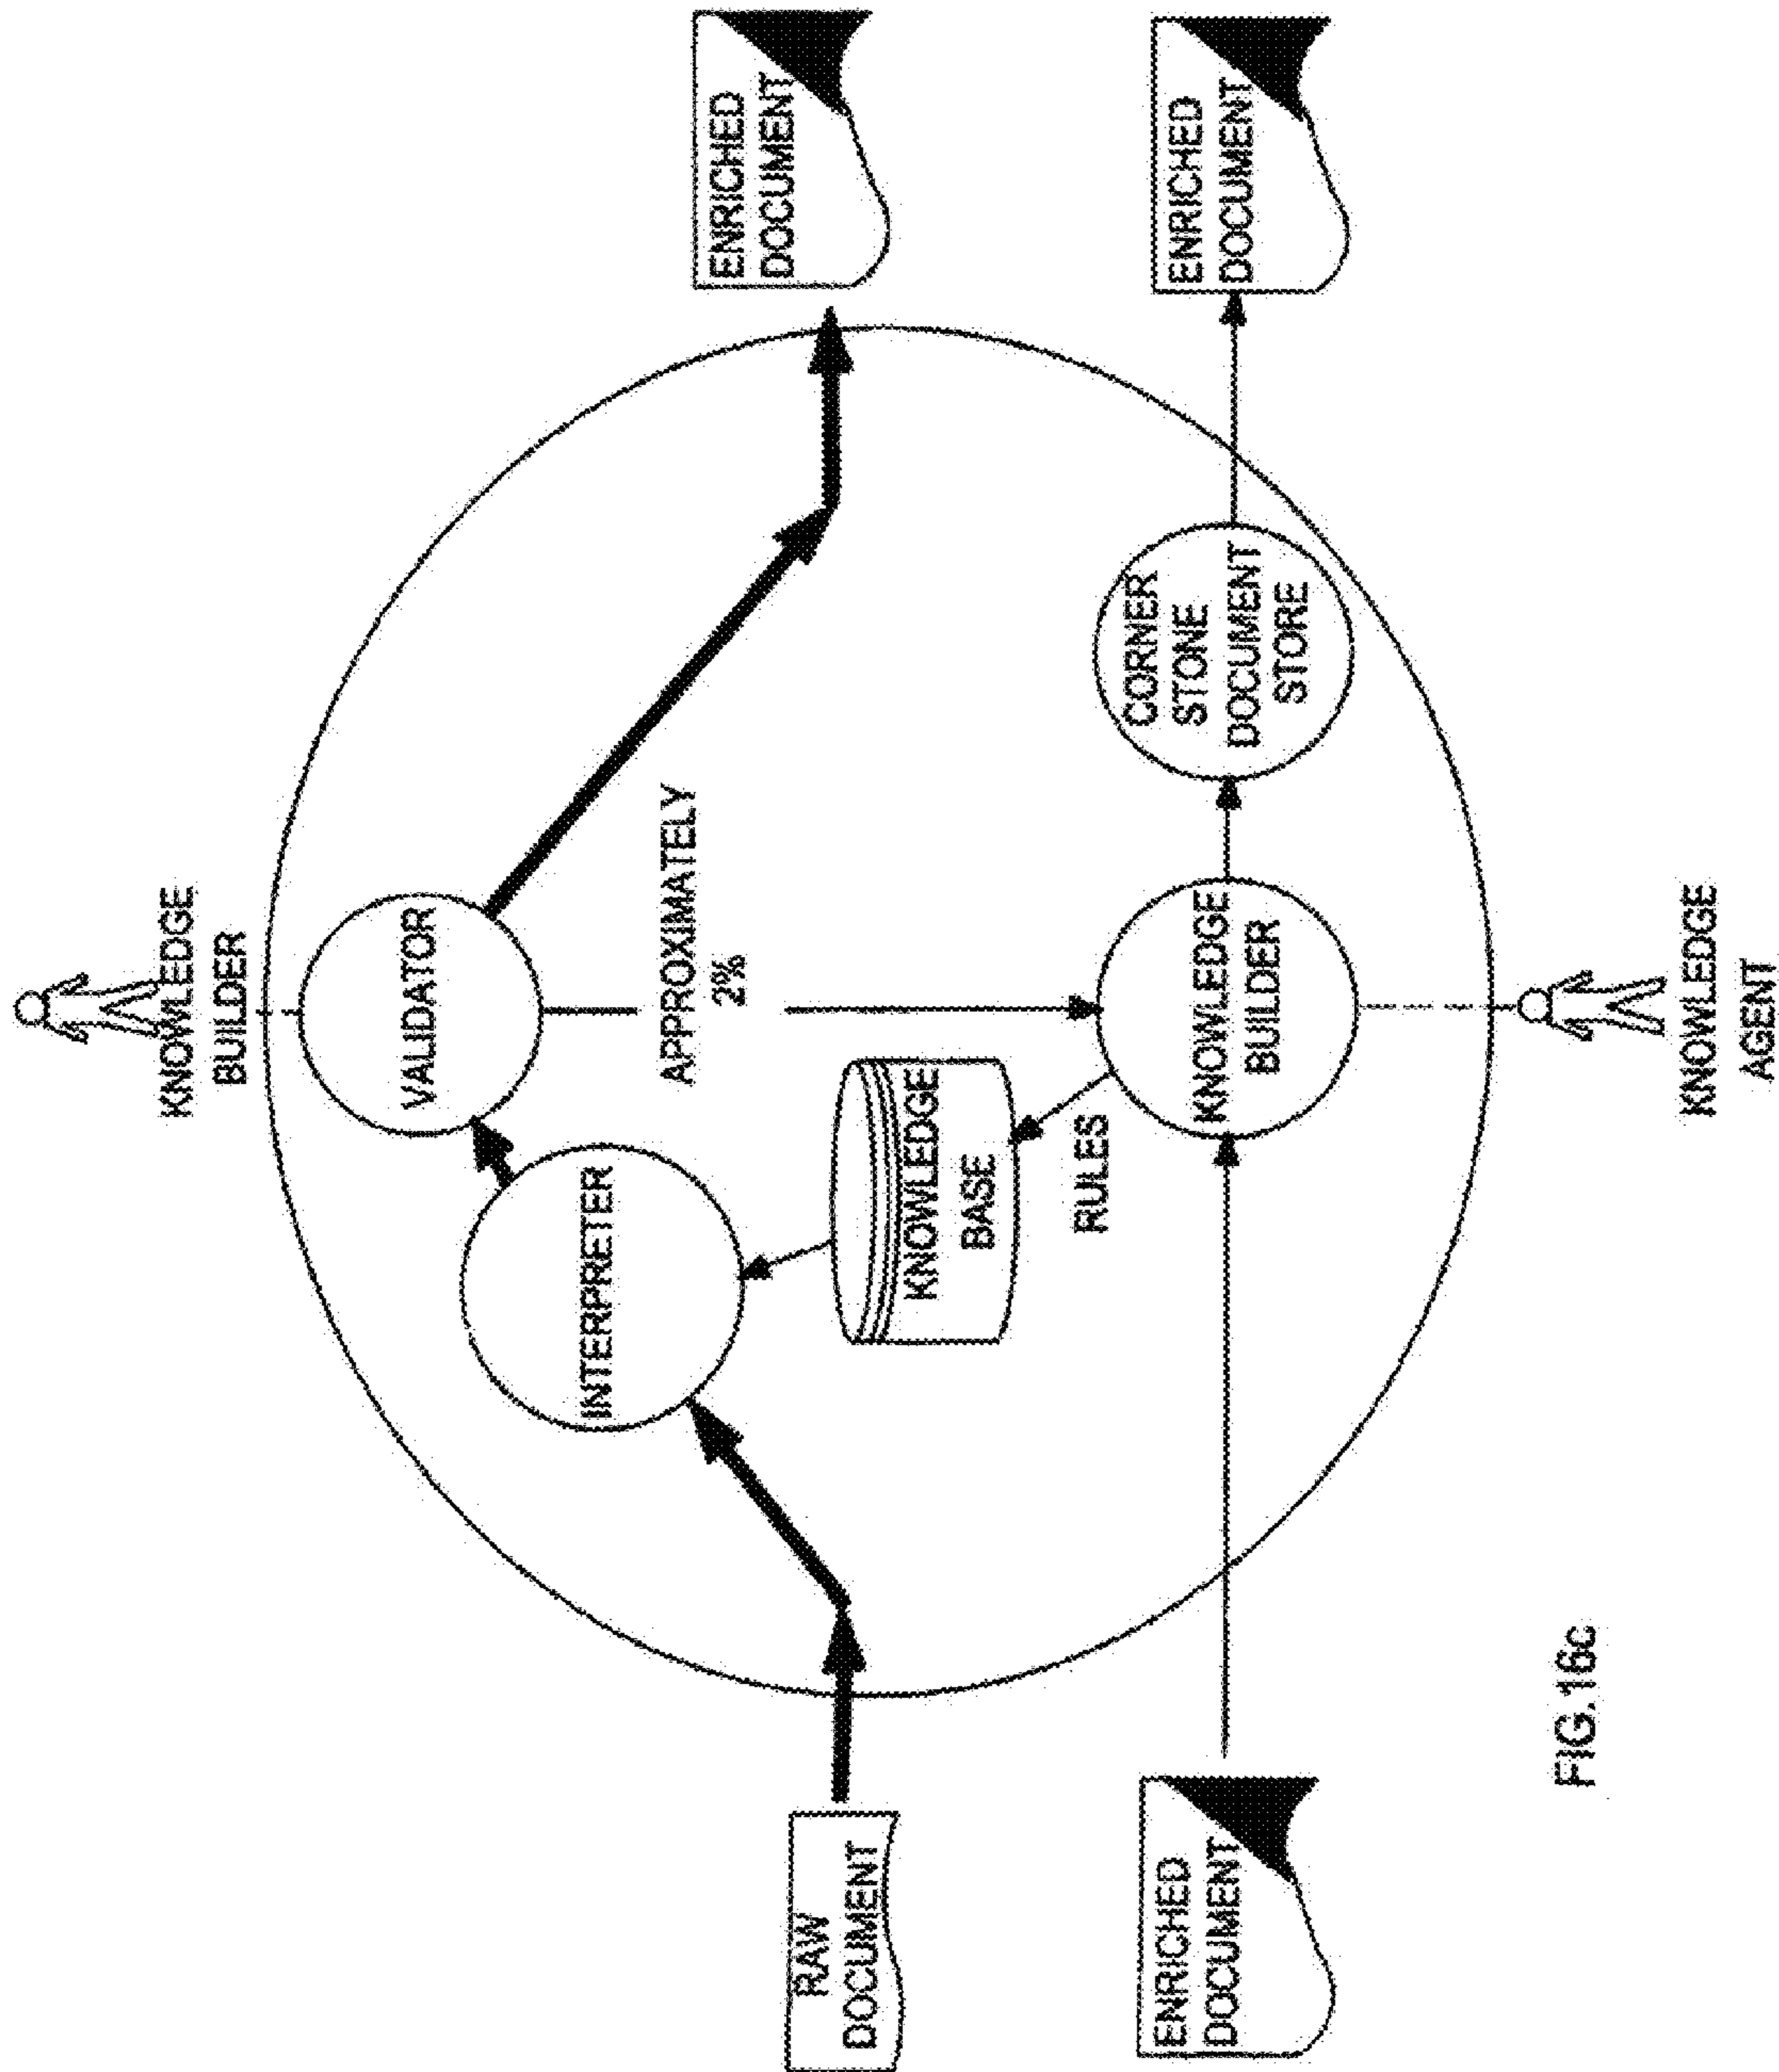 KNOWLEDGE
BUILDER
VALIDATOR
INTERPRETER
APPROXIMATELY
2%
RAW
DOCUMENT
ENRICHED
DOCUMENT
KNOWLEDGE
BASE
RULES
ENRICHED
DOCUMENT
KNOWLEDGE
BUILDER
CORNER
STONE
DOCUMENT
STORE
ENRICHED
DOCUMENT
KNOWLEDGE
AGENT
FIG.16c